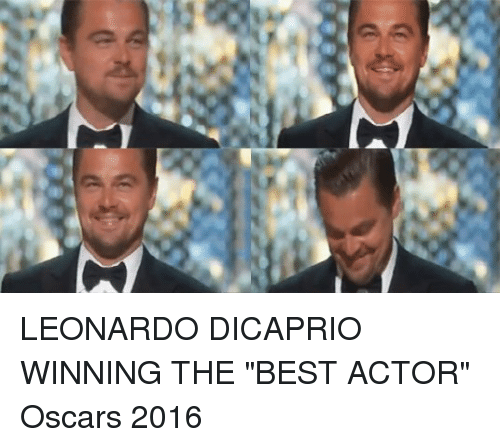 LEONARDO DICAPRIO
WINNING THE "BEST ACTOR"
Oscars 2016